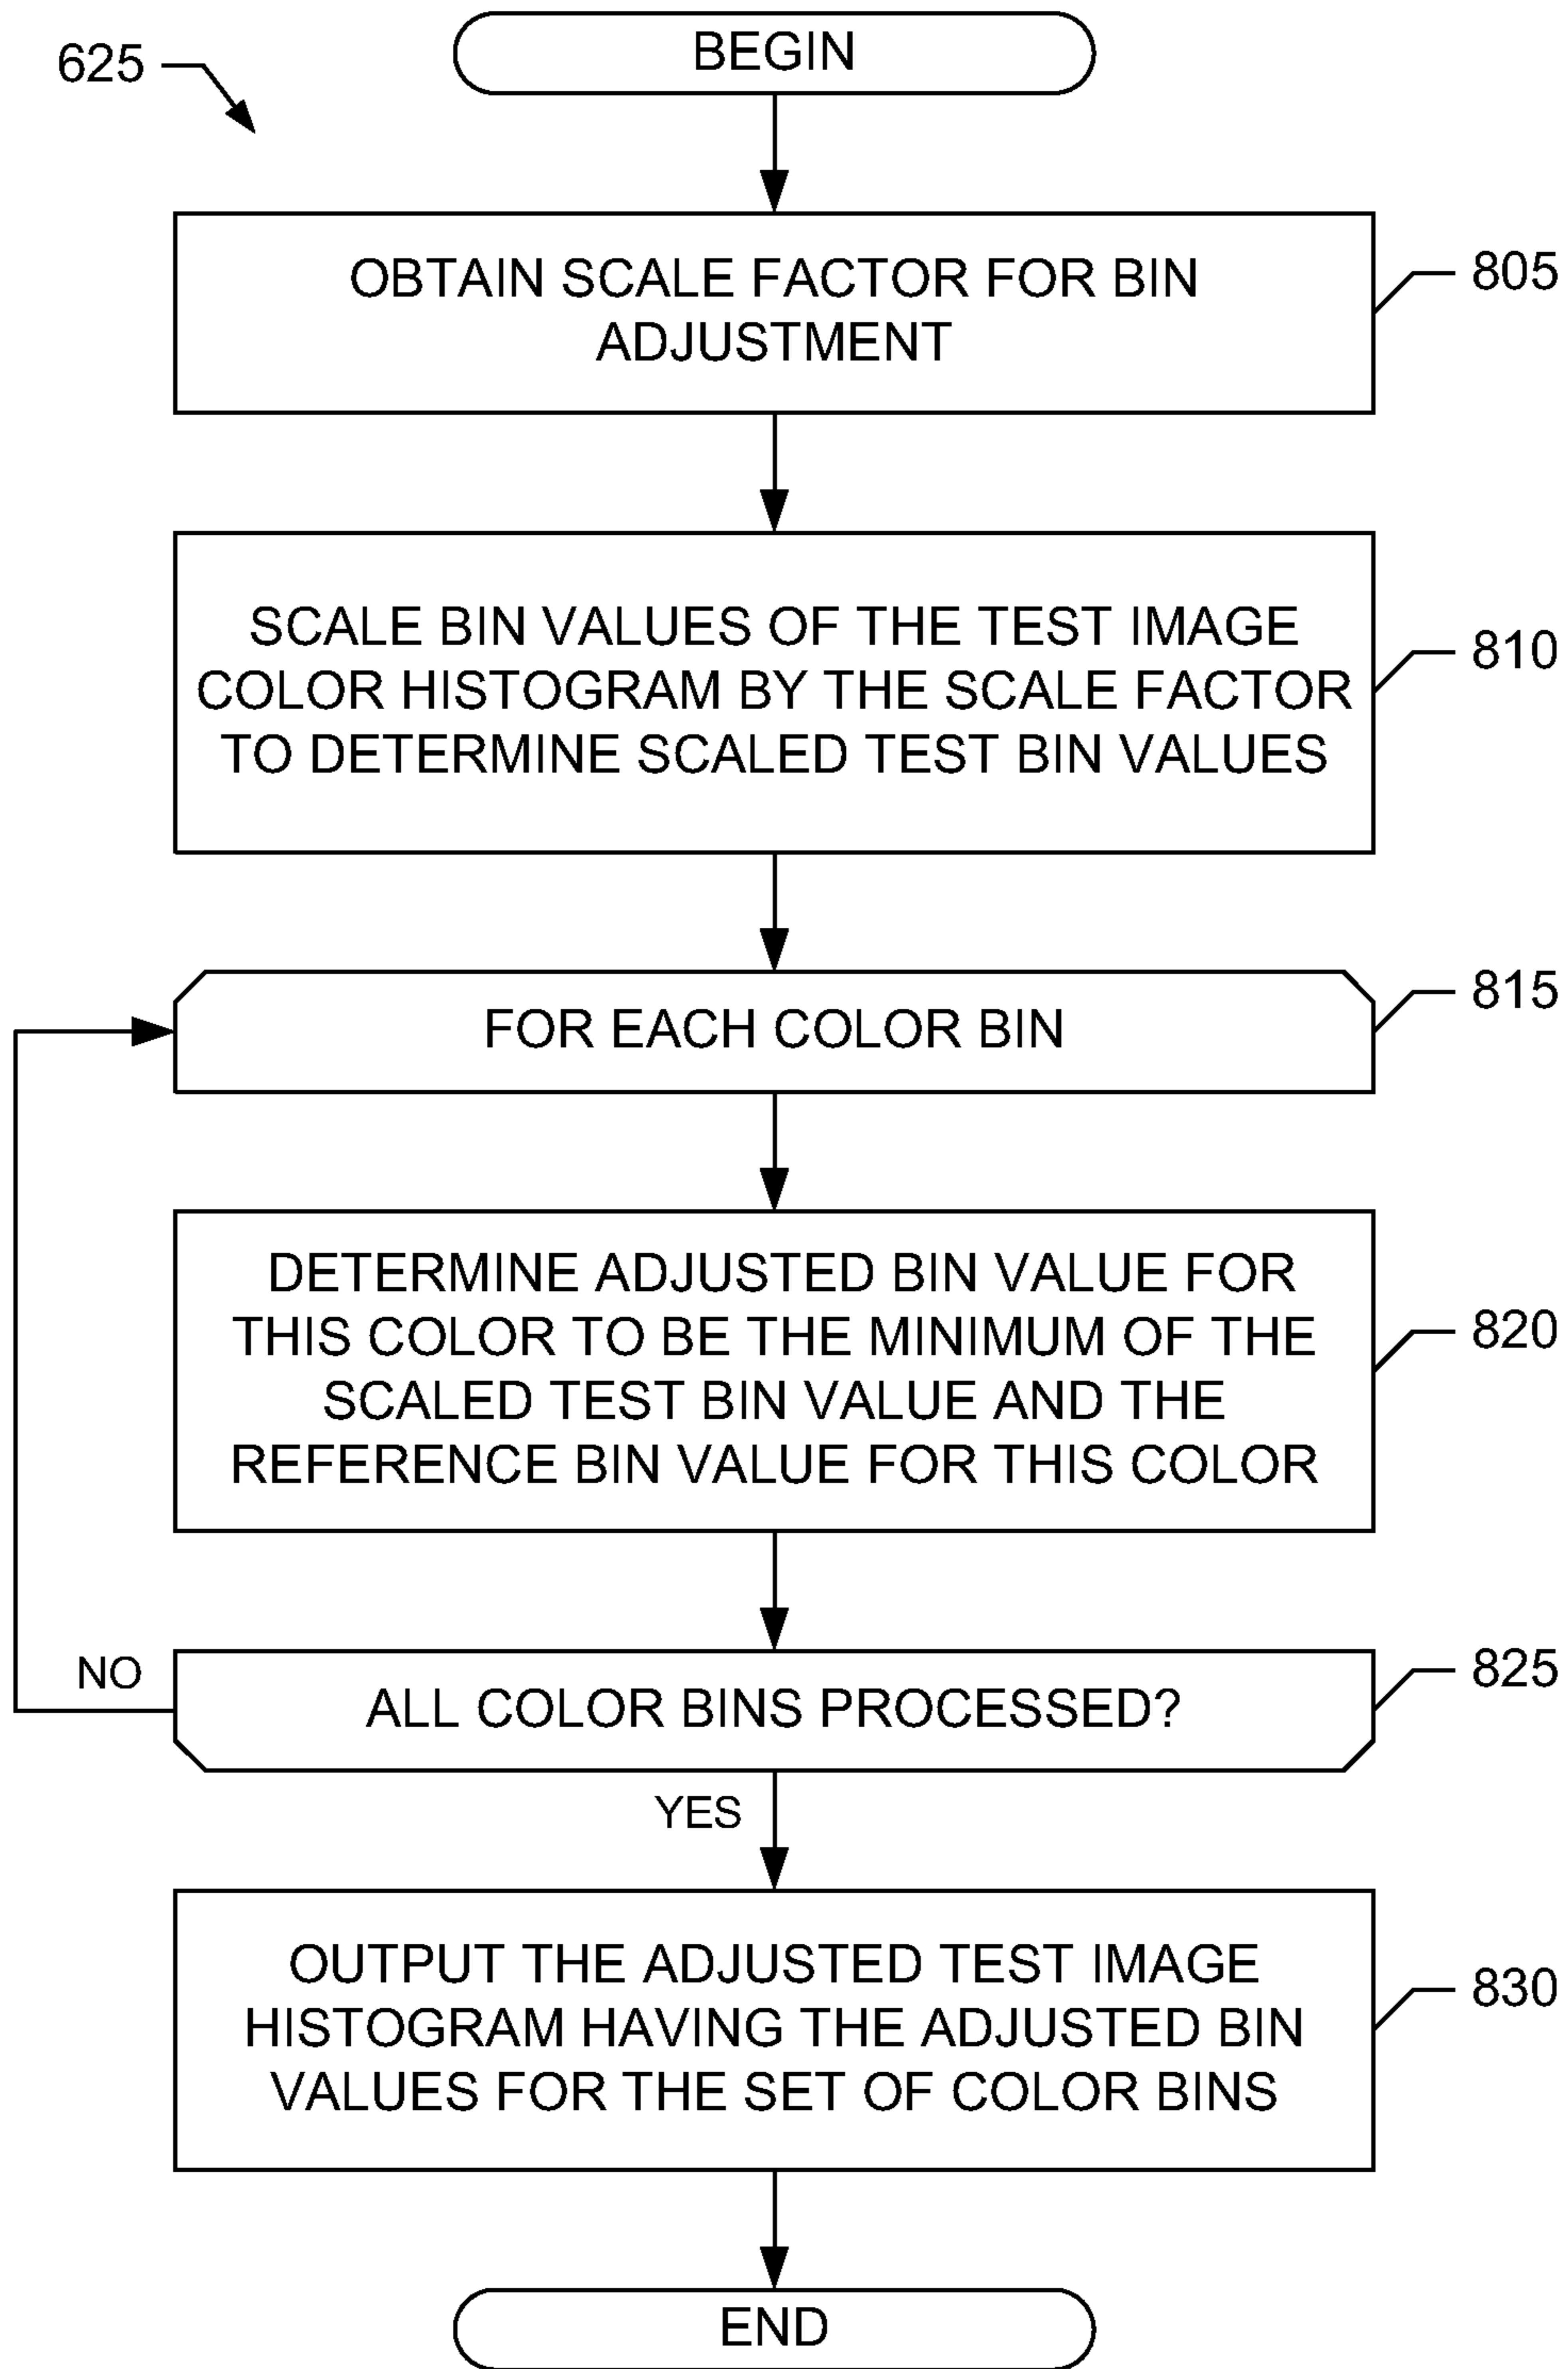 625
BEGIN
OBTAIN SCALE FACTOR FOR BIN
ADJUSTMENT
805
SCALE BIN VALUES OF THE TEST IMAGE
COLOR HISTOGRAM BY THE SCALE FACTOR
TO DETERMINE SCALED TEST BIN VALUES
810
FOR EACH COLOR BIN
815
DETERMINE ADJUSTED BIN VALUE FOR
THIS COLOR TO BE THE MINIMUM OF THE
SCALED TEST BIN VALUE AND THE
REFERENCE BIN VALUE FOR THIS COLOR
820
NO
ALL COLOR BINS PROCESSED?
825
YES
OUTPUT THE ADJUSTED TEST IMAGE
HISTOGRAM HAVING THE ADJUSTED BIN
VALUES FOR THE SET OF COLOR BINS
830
END